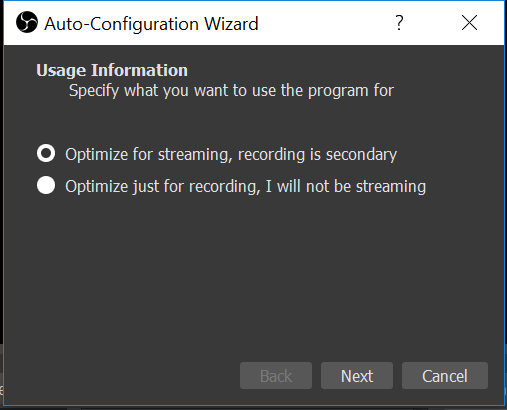 Auto-Configuration Wizard ?
Usage Information
Specify what you want to use the program for
Optimize for streaming, recording is secondary
Optimize just for recording, I will not be streaming
Back Next Cancel